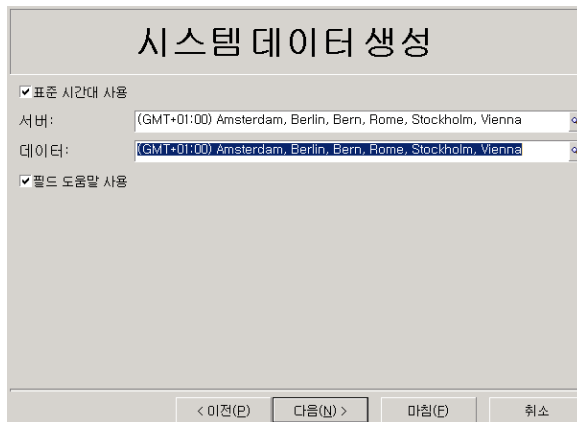 시스템 데이터 생성
표준 시간대 사용
서버: (GMT+01:00) Amsterdam, Berlin, Bern, Rome, Stockholm, Vienna
데이터: (GMT+01:00) Amsterdam, Berlin, Bern, Rome, Stockholm, Vienna
필드 도움말 사용
< 이전(P) 다음(N) > 마침(F) 취소